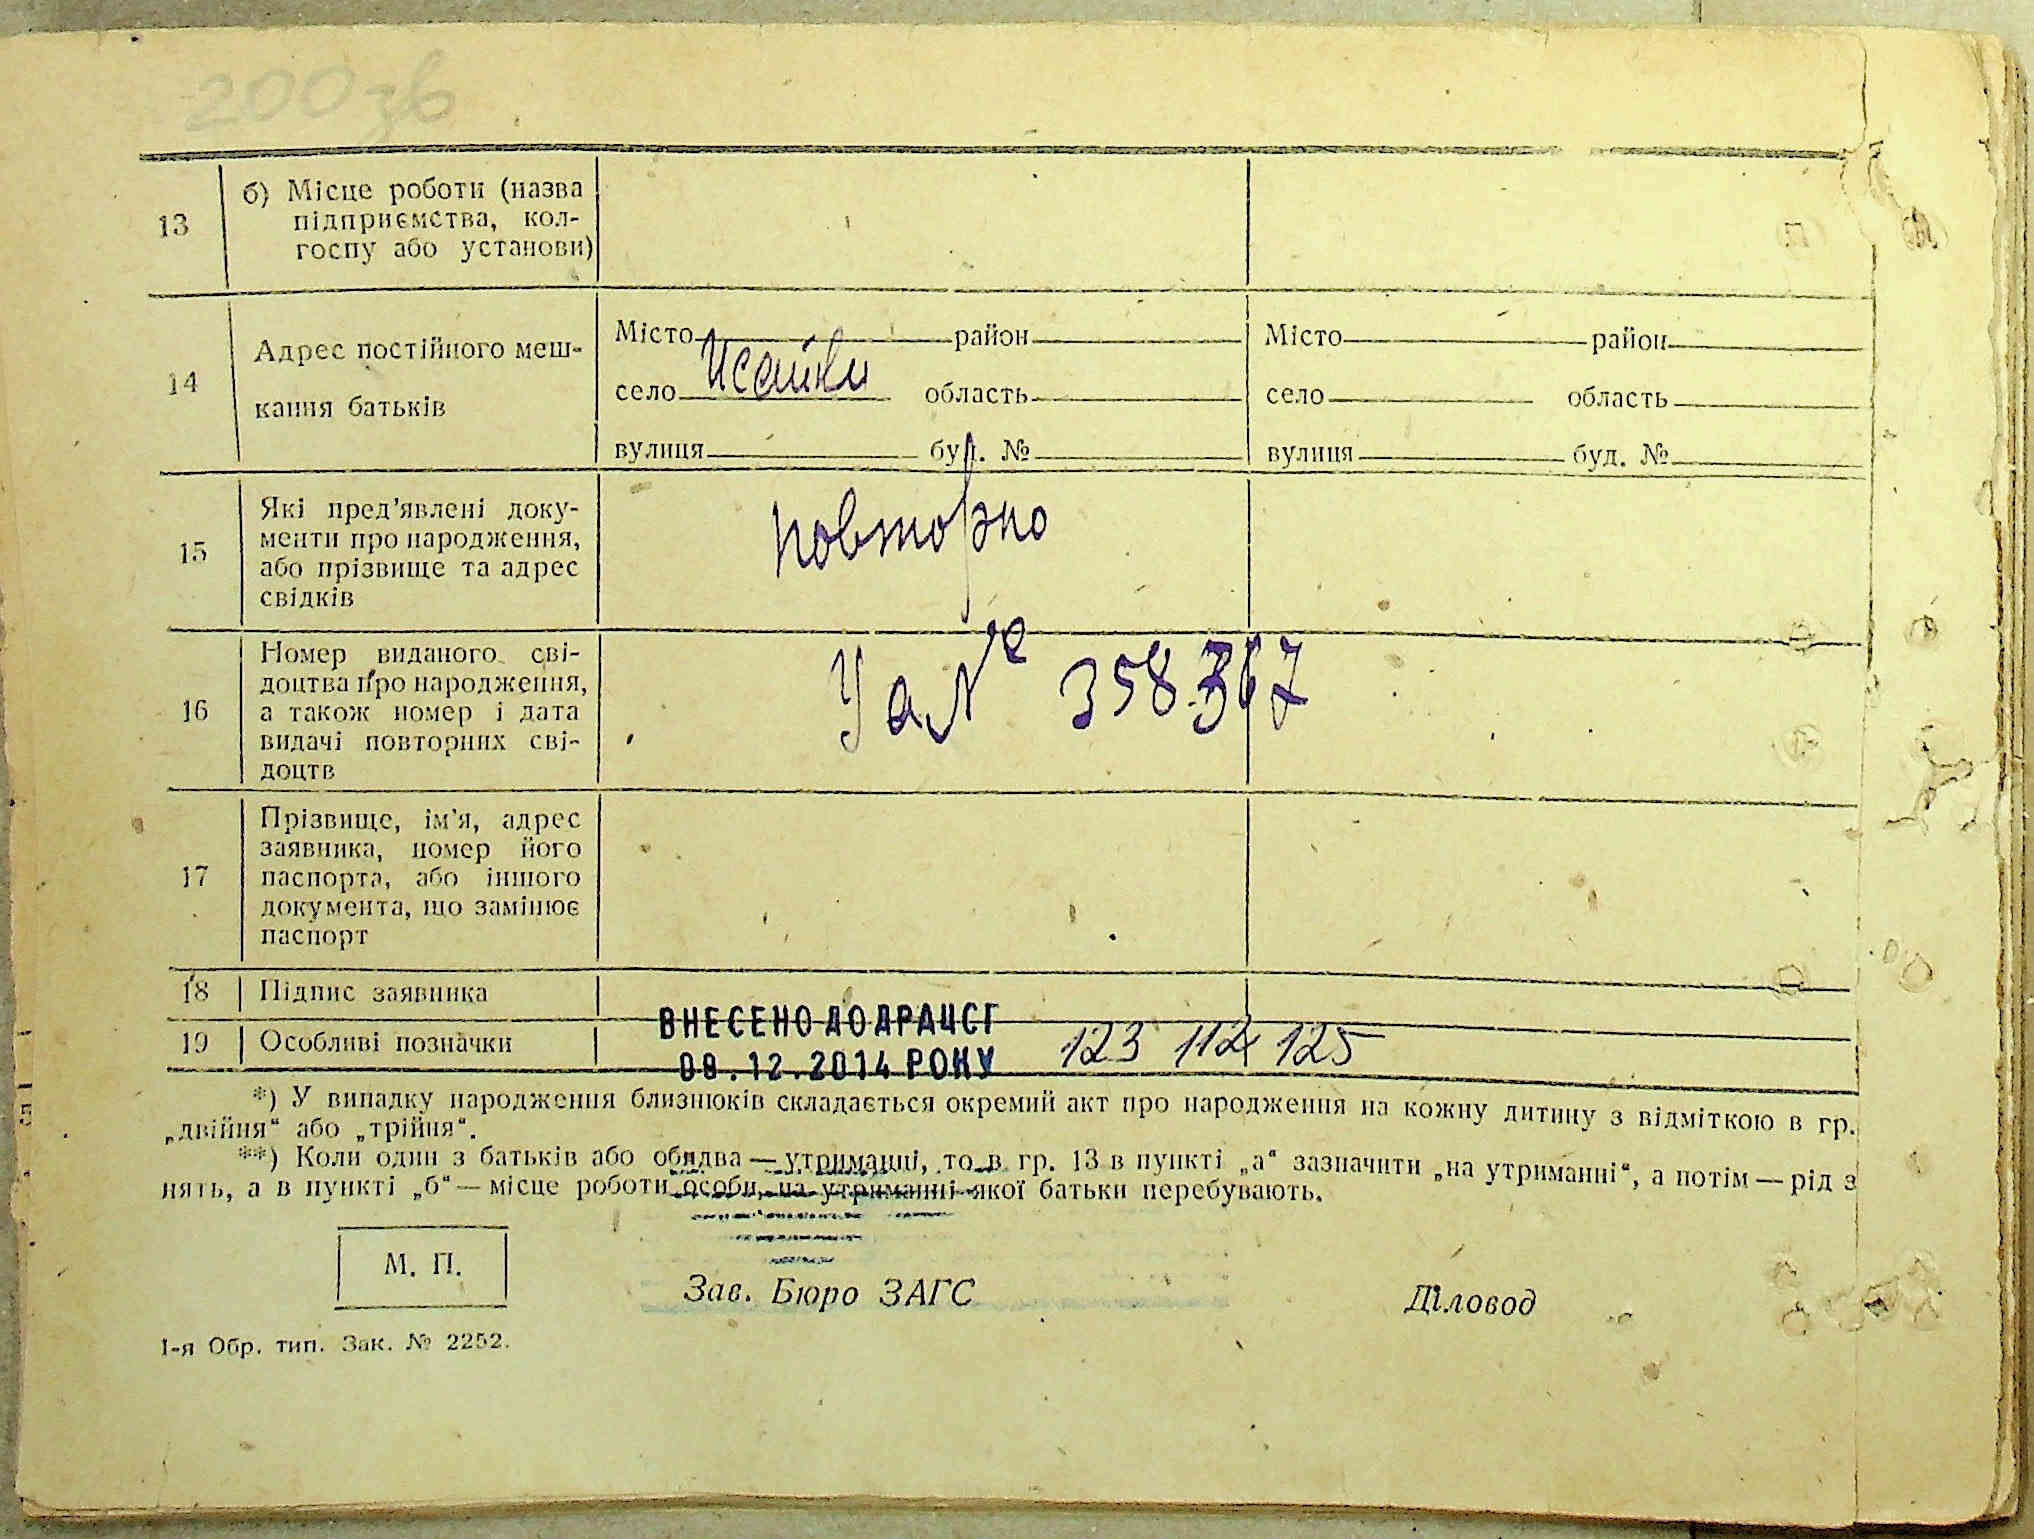 200 зв
13
б) Місце роботи (назва
підприємства, кол-
госпу або установи)
14
Адрес постійного меш-
кання батьків
Місто район
село Исайки область
вулиця буд. №
Місто район
село область
вулиця буд. №
15
Які пред'явлені доку-
менти про народження,
або прізвище та адрес
свідків
повторно
16
Номер виданого сві-
доцтва про народження,
а також номер і дата
видачі повторних сві-
доцтв
Уа № 358367
17
Прізвище, ім'я, адрес
заявника, номер його
паспорта, або іншого
документа, що замінює
паспорт
18 Підпис заявника
19 Особливі позначки
ВНЕСЕНО ДО ДРАЦСГ
09.12.2014 РОКУ
123 112 125
*) У випадку народження близнюків складається окремий акт про народження на кожну дитину з відміткою в гр.
„двійня“ або „трійня“.
**) Коли один з батьків або обидва — утриманці, то в гр. 13 в пункті „а“ зазначити „на утриманні“, а потім — рід з
нять, а в пункті „б“ — місце роботи особи, на утриманні якої батьки перебувають.
М. П.
Зав. Бюро ЗАГС
Діловод
1-я Обр. тип. Зак. № 2252.